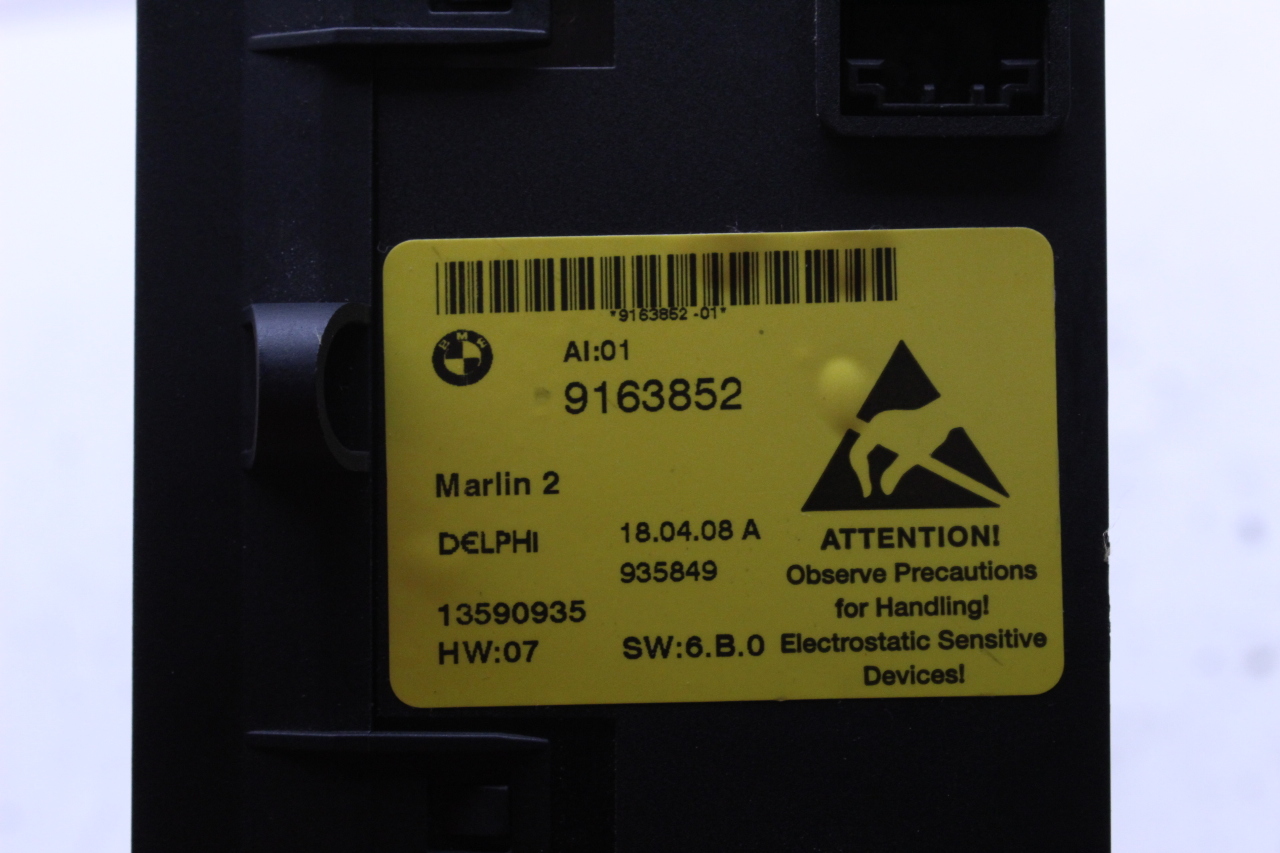 *9163852 -01*
BMW
AI:01
9163852
Marlin 2
DELPHI
18.04.08 A
935849
13590935
HW:07
SW:6.B.0
ATTENTION!
Observe Precautions
for Handling!
Electrostatic Sensitive
Devices!